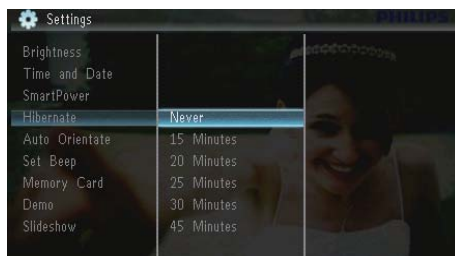 Settings
PHILIPS
Brightness
Time and Date
SmartPower
Hibernate
Auto Orientate
Set Beep
Memory Card
Demo
Slideshow
Never
15 Minutes
20 Minutes
25 Minutes
30 Minutes
45 Minutes